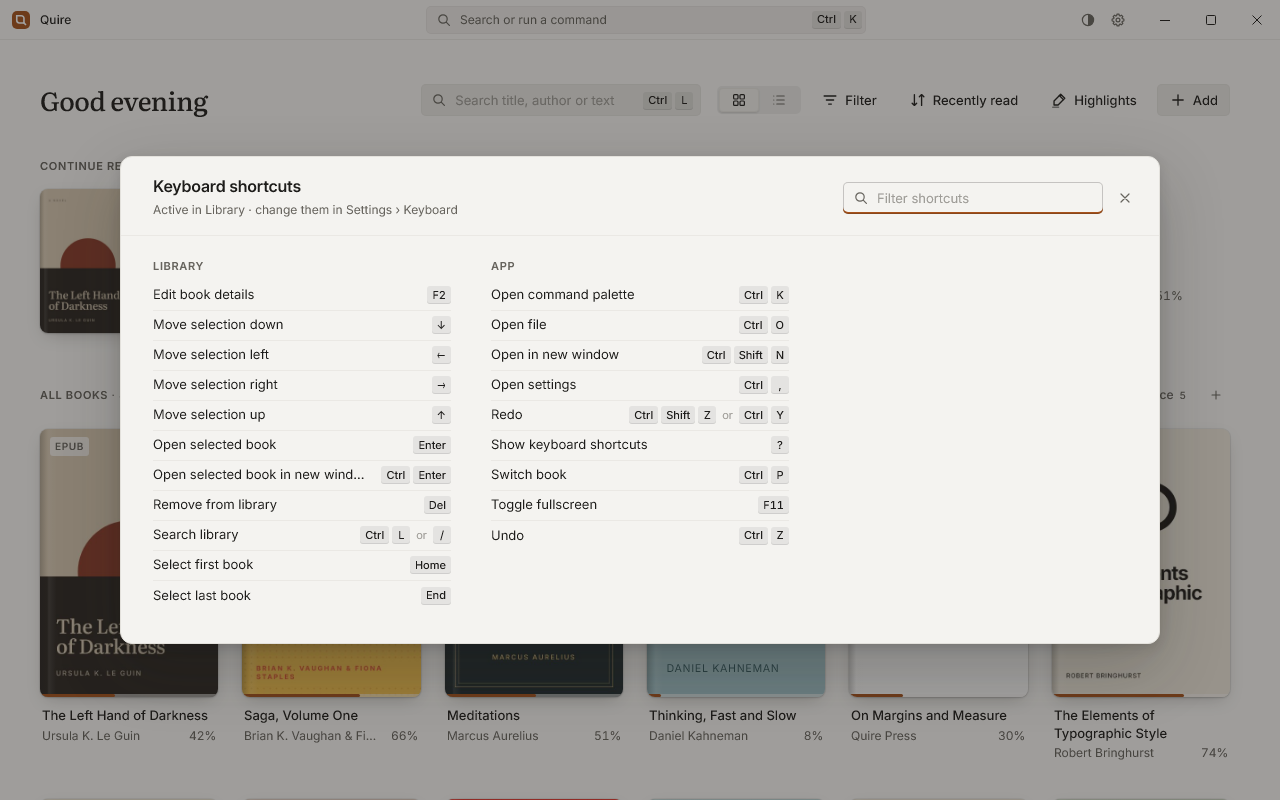 Quire
Search or run a command
Ctrl K
Good evening
Search title, author or text
Ctrl L
Filter
Recently read
Highlights
Add
CONTINUE RE
The Left Hand
of Darkness
URSULA K. LE GUIN
51%
Keyboard shortcuts
Active in Library · change them in Settings › Keyboard
Filter shortcuts
LIBRARY
Edit book details F2
Move selection down ↓
Move selection left ←
Move selection right →
Move selection up ↑
Open selected book Enter
Open selected book in new wind... Ctrl Enter
Remove from library Del
Search library Ctrl L or /
Select first book Home
Select last book End
APP
Open command palette Ctrl K
Open file Ctrl O
Open in new window Ctrl Shift N
Open settings Ctrl ,
Redo Ctrl Shift Z or Ctrl Y
Show keyboard shortcuts ?
Switch book Ctrl P
Toggle fullscreen F11
Undo Ctrl Z
ALL BOOKS ·
ce 5
EPUB
The Le
of Darkness
URSULA K. LE GUIN
BRIAN K. VAUGHAN & FIONA
STAPLES
MARCUS AURELIUS
DANIEL KAHNEMAN
nts
aphic
ROBERT BRINGHURST
The Left Hand of Darkness
Ursula K. Le Guin 42%
Saga, Volume One
Brian K. Vaughan & Fi... 66%
Meditations
Marcus Aurelius 51%
Thinking, Fast and Slow
Daniel Kahneman 8%
On Margins and Measure
Quire Press 30%
The Elements of
Typographic Style
Robert Bringhurst 74%